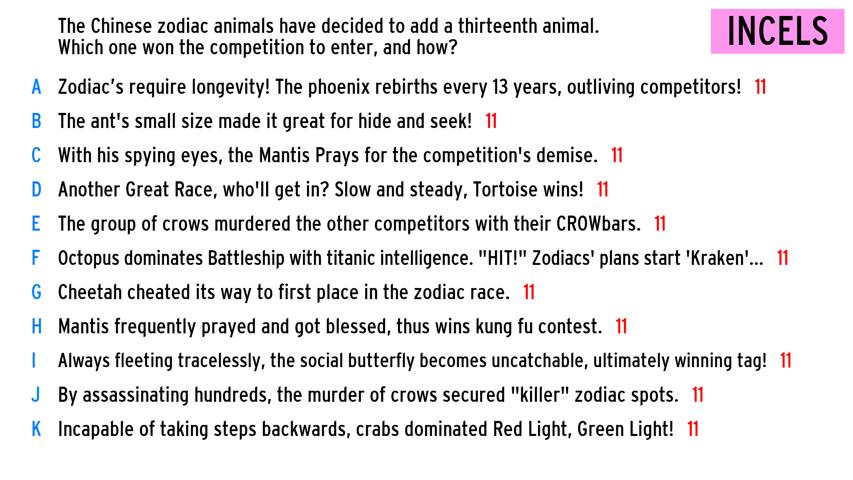 The Chinese zodiac animals have decided to add a thirteenth animal.
Which one won the competition to enter, and how?
INCELS
A Zodiac's require longevity! The phoenix rebirths every 13 years, outliving competitors! 11
B The ant's small size made it great for hide and seek! 11
C With his spying eyes, the Mantis Prays for the competition's demise. 11
D Another Great Race, who'll get in? Slow and steady, Tortoise wins! 11
E The group of crows murdered the other competitors with their CROWbars. 11
F Octopus dominates Battleship with titanic intelligence. "HIT!" Zodiacs' plans start 'Kraken'... 11
G Cheetah cheated its way to first place in the zodiac race. 11
H Mantis frequently prayed and got blessed, thus wins kung fu contest. 11
I Always fleeting tracelessly, the social butterfly becomes uncatchable, ultimately winning tag! 11
J By assassinating hundreds, the murder of crows secured "killer" zodiac spots. 11
K Incapable of taking steps backwards, crabs dominated Red Light, Green Light! 11